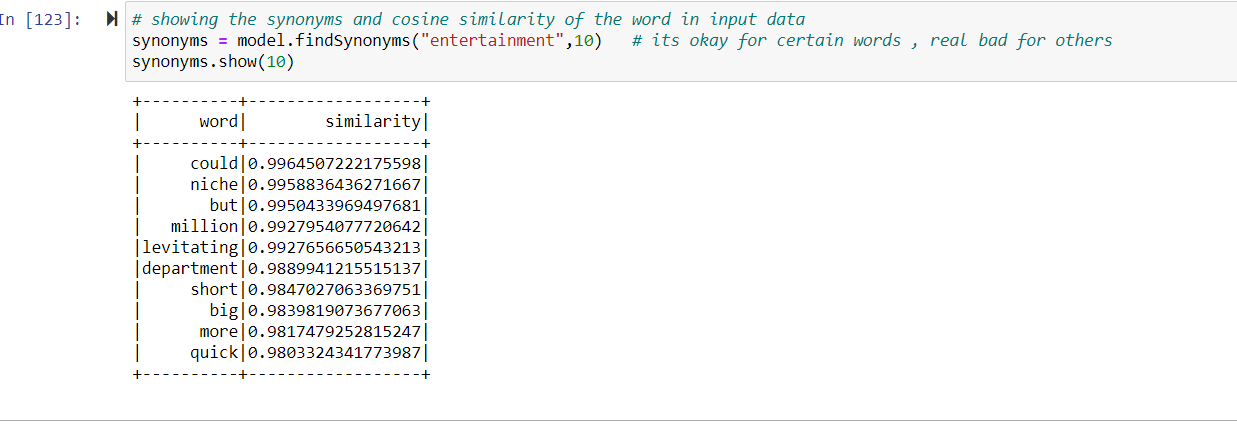 In [123]:
# showing the synonyms and cosine similarity of the word in input data
synonyms = model.findSynonyms("entertainment",10)   # its okay for certain words , real bad for others
synonyms.show(10)
+----------+------------------+
|      word|        similarity|
+----------+------------------+
|     could|0.9964507222175598|
|     niche|0.9958836436271667|
|       but|0.9950433969497681|
|   million|0.9927954077720642|
|levitating|0.9927656650543213|
|department|0.9889941215515137|
|     short|0.9847027063369751|
|       big|0.9839819073677063|
|      more|0.9817479252815247|
|     quick|0.9803324341773987|
+----------+------------------+